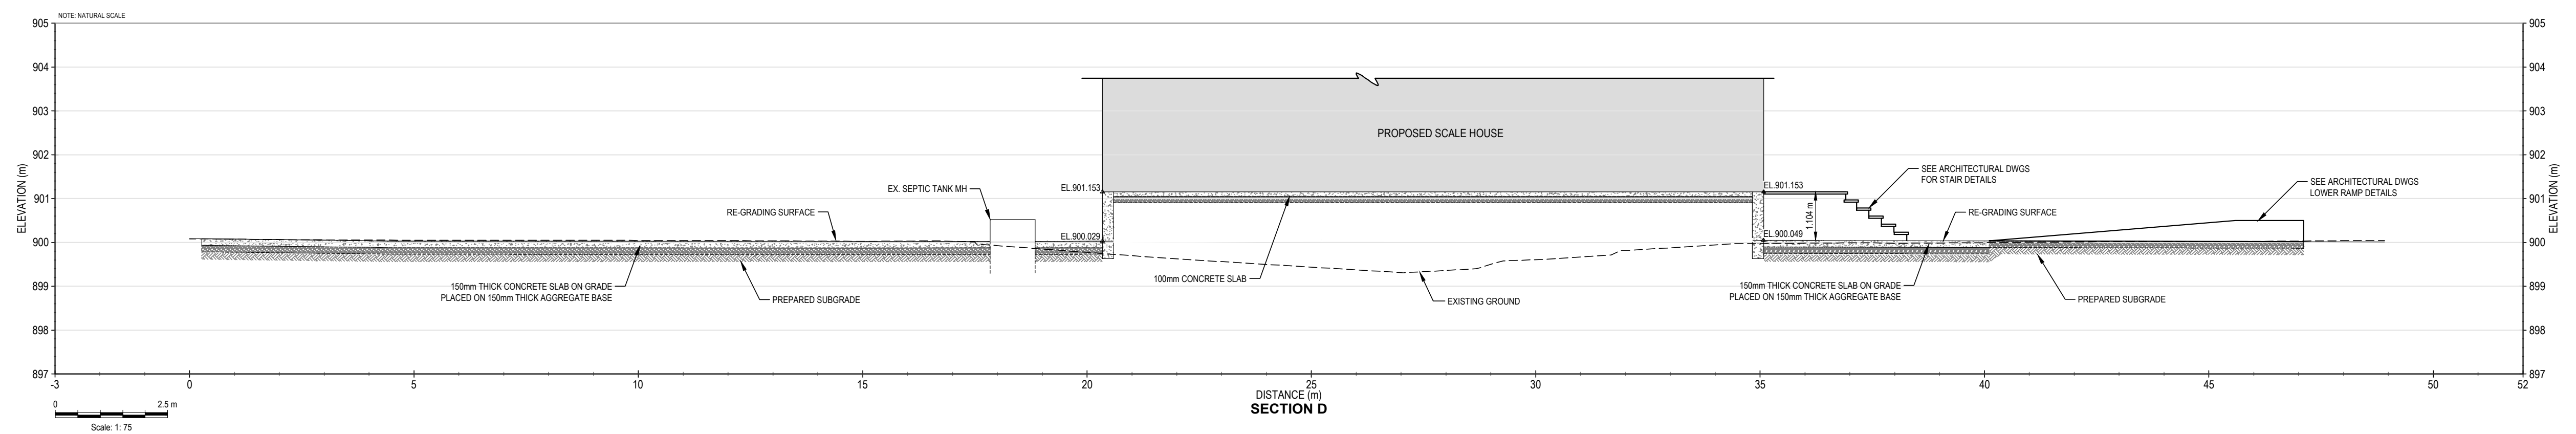 NOTE: NATURAL SCALE
905
905
904
904
903
903
PROPOSED SCALE HOUSE
902
902
SEE ARCHITECTURAL DWGS
FOR STAIR DETAILS
SEE ARCHITECTURAL DWGS
LOWER RAMP DETAILS
EX. SEPTIC TANK MH
EL.901.153
EL.901.153
901
901
1.104 m
RE-GRADING SURFACE
RE-GRADING SURFACE
EL.900.029
EL.900.049
900
900
ELEVATION (m)
ELEVATION (m)
150mm THICK CONCRETE SLAB ON GRADE
PLACED ON 150mm THICK AGGREGATE BASE
PREPARED SUBGRADE
100mm CONCRETE SLAB
EXISTING GROUND
150mm THICK CONCRETE SLAB ON GRADE
PLACED ON 150mm THICK AGGREGATE BASE
PREPARED SUBGRADE
899
899
898
898
897
897
-3 0 5 10 15 20 25 30 35 40 45 50 52
DISTANCE (m)
SECTION D
0 2.5 m
Scale: 1: 75